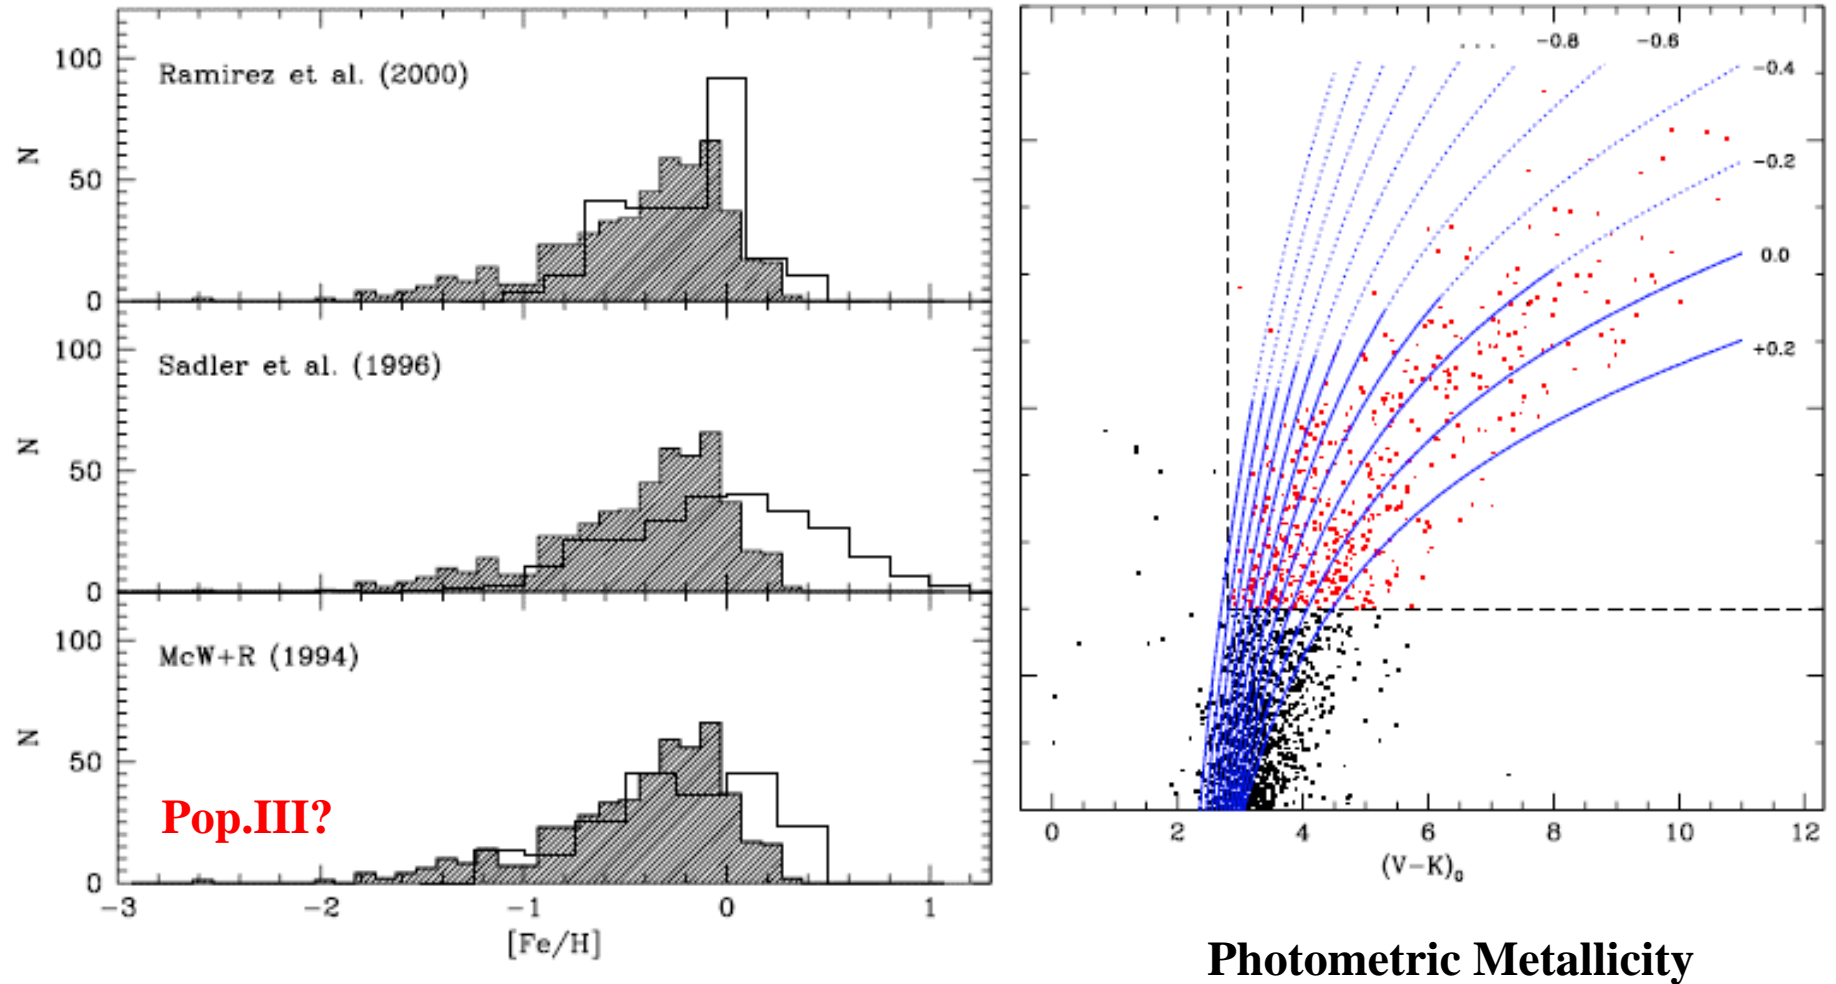 100
Ramirez et al. (2000)
N
50
0
100
Sadler et al. (1996)
N
50
0
100
McW+R (1994)
N
50
Pop.III?
0
-3 -2 -1 0 1
[Fe/H]
... -0.8 -0.6
-0.4
-0.2
0.0
+0.2
0 2 4 6 8 10 12
(V-K)₀
Photometric Metallicity